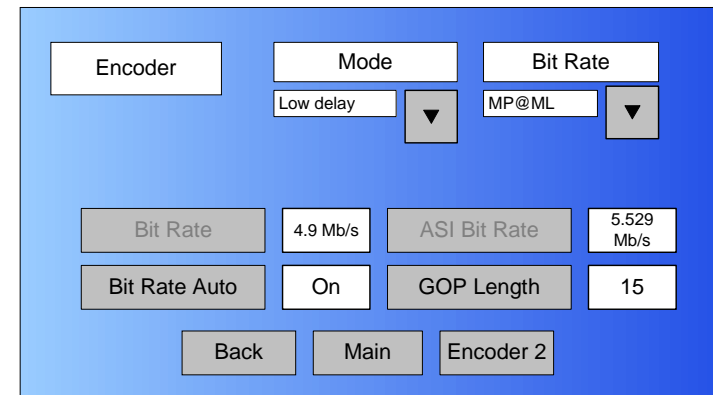 Encoder
Mode
Bit Rate
Low delay
MP@ML
Bit Rate
4.9 Mb/s
ASI Bit Rate
5.529
Mb/s
Bit Rate Auto
On
GOP Length
15
Back
Main
Encoder 2